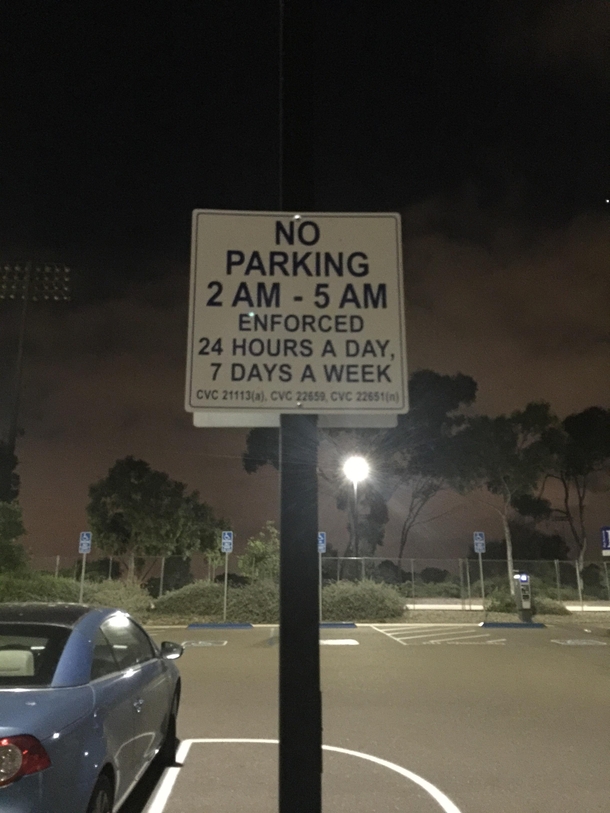 NO
PARKING
2 AM - 5 AM
ENFORCED
24 HOURS A DAY,
7 DAYS A WEEK
CVC 21113(a), CVC 22659, CVC 22651(n)